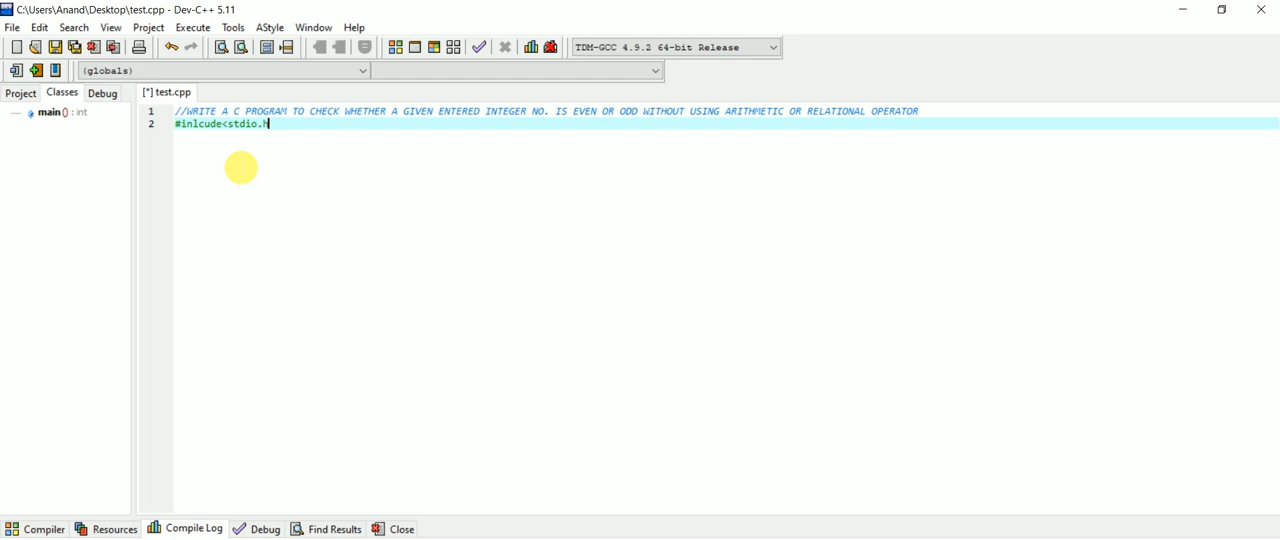 C:\Users\Anand\Desktop\test.cpp - Dev-C++ 5.11
File Edit Search View Project Execute Tools AStyle Window Help
TDM-GCC 4.9.2 64-bit Release
(globals)
Project Classes Debug [*] test.cpp
main () : int
1 //WRITE A C PROGRAM TO CHECK WHETHER A GIVEN ENTERED INTEGER NO. IS EVEN OR ODD WITHOUT USING ARITHMETIC OR RELATIONAL OPERATOR
2 #inlcude<stdio.h
Compiler Resources Compile Log Debug Find Results Close